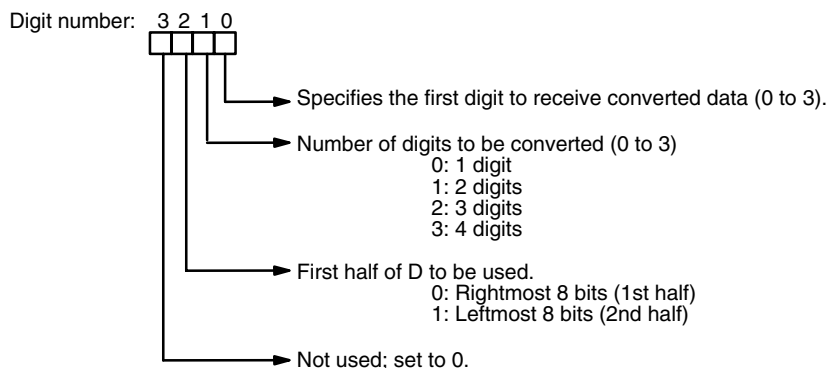 Digit number: 3 2 1 0
Specifies the first digit to receive converted data (0 to 3).
Number of digits to be converted (0 to 3)
0: 1 digit
1: 2 digits
2: 3 digits
3: 4 digits
First half of D to be used.
0: Rightmost 8 bits (1st half)
1: Leftmost 8 bits (2nd half)
Not used; set to 0.